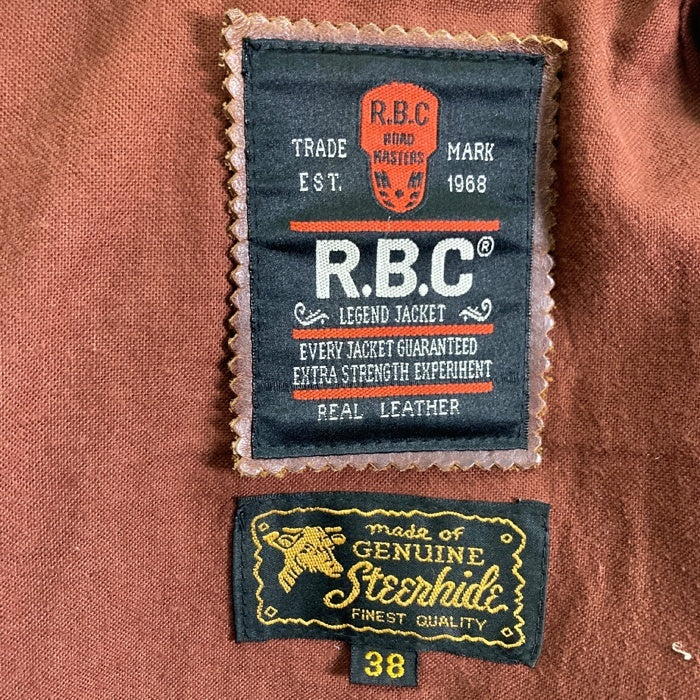 R.B.C
ROAD
MASTERS
TRADE MARK
EST. 1968
R.B.C®
LEGEND JACKET
EVERY JACKET GUARANTEED
EXTRA STRENGTH EXPERIHENT
REAL LEATHER
made of
GENUINE
Steerhide
FINEST QUALITY
38